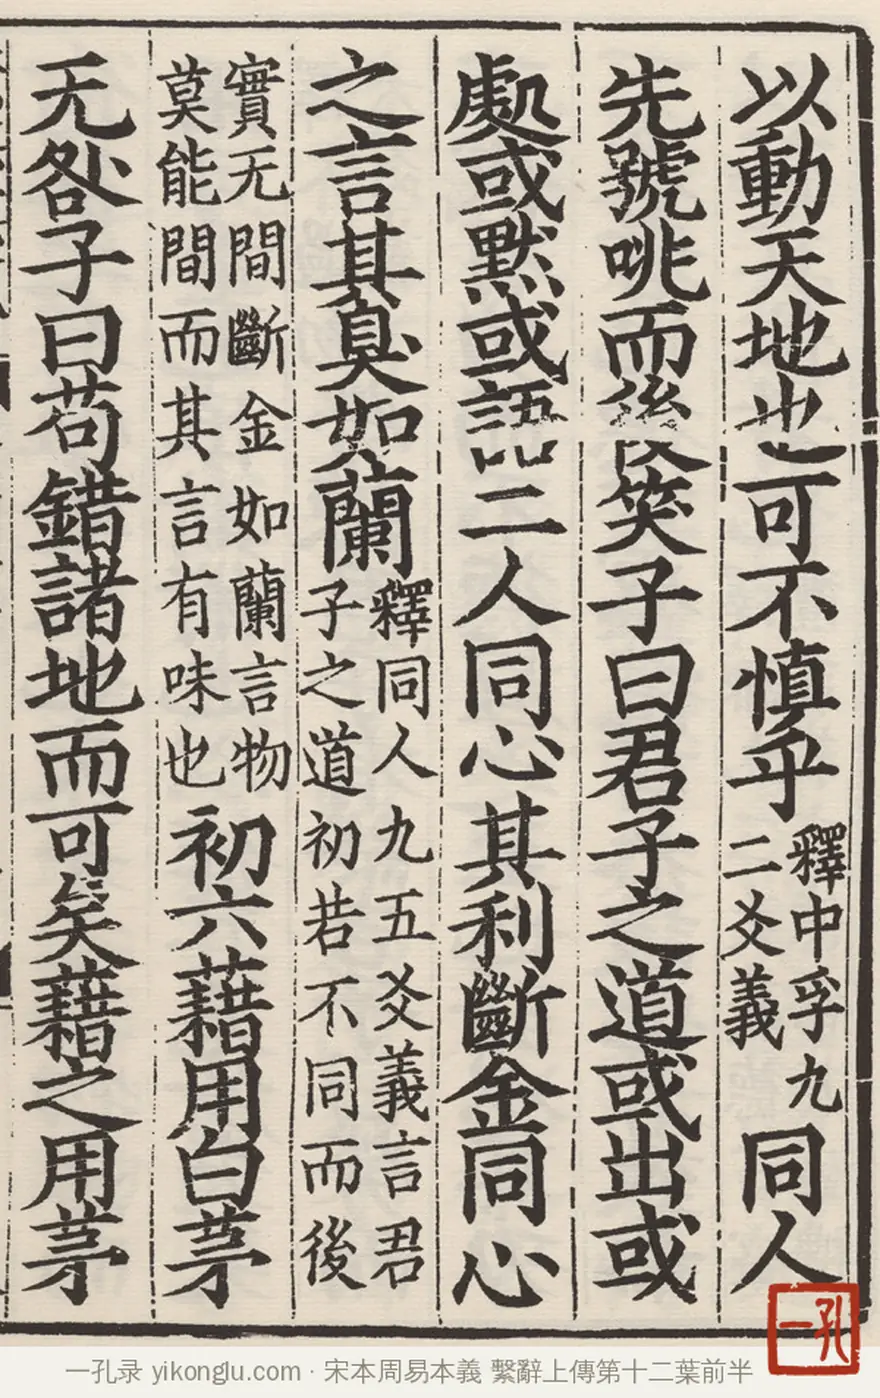 以動天地也可不慎乎釋中孚九二爻義同人
先號咷而後笑子曰君子之道或出或
處或黙或語二人同心其利斷金同心
之言其臭如蘭釋同人九五爻義言君子之道初若不同而後
實无間斷金如蘭言物莫能間而其言有味也初六藉用白茅
无咎子曰苟錯諸地而可矣藉之用茅
一孔
一孔录 yikonglu.com · 宋本周易本義 繫辭上傳第十二葉前半